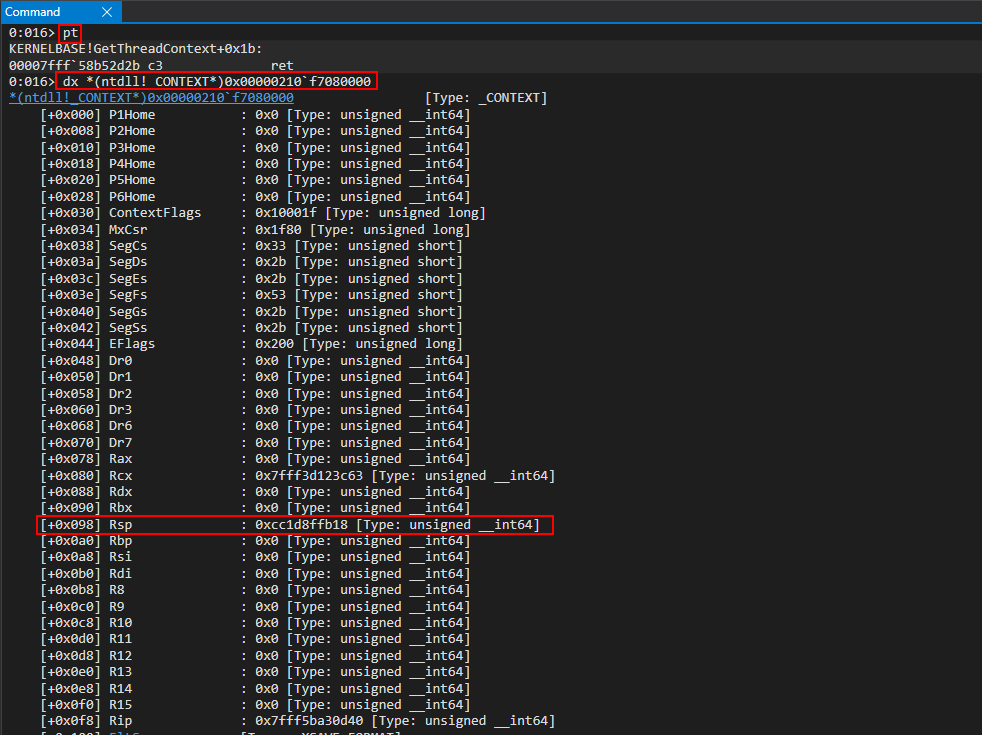 Command ×
0:016> pt
KERNELBASE!GetThreadContext+0x1b:
00007fff`58b52d2b c3 ret
0:016> dx *(ntdll!_CONTEXT*)0x00000210`f7080000
*(ntdll!_CONTEXT*)0x00000210`f7080000 [Type: _CONTEXT]
[+0x000] P1Home : 0x0 [Type: unsigned __int64]
[+0x008] P2Home : 0x0 [Type: unsigned __int64]
[+0x010] P3Home : 0x0 [Type: unsigned __int64]
[+0x018] P4Home : 0x0 [Type: unsigned __int64]
[+0x020] P5Home : 0x0 [Type: unsigned __int64]
[+0x028] P6Home : 0x0 [Type: unsigned __int64]
[+0x030] ContextFlags : 0x10001f [Type: unsigned long]
[+0x034] MxCsr : 0x1f80 [Type: unsigned long]
[+0x038] SegCs : 0x33 [Type: unsigned short]
[+0x03a] SegDs : 0x2b [Type: unsigned short]
[+0x03c] SegEs : 0x2b [Type: unsigned short]
[+0x03e] SegFs : 0x53 [Type: unsigned short]
[+0x040] SegGs : 0x2b [Type: unsigned short]
[+0x042] SegSs : 0x2b [Type: unsigned short]
[+0x044] EFlags : 0x200 [Type: unsigned long]
[+0x048] Dr0 : 0x0 [Type: unsigned __int64]
[+0x050] Dr1 : 0x0 [Type: unsigned __int64]
[+0x058] Dr2 : 0x0 [Type: unsigned __int64]
[+0x060] Dr3 : 0x0 [Type: unsigned __int64]
[+0x068] Dr6 : 0x0 [Type: unsigned __int64]
[+0x070] Dr7 : 0x0 [Type: unsigned __int64]
[+0x078] Rax : 0x0 [Type: unsigned __int64]
[+0x080] Rcx : 0x7fff3d123c63 [Type: unsigned __int64]
[+0x088] Rdx : 0x0 [Type: unsigned __int64]
[+0x090] Rbx : 0x0 [Type: unsigned __int64]
[+0x098] Rsp : 0xcc1d8ffb18 [Type: unsigned __int64]
[+0x0a0] Rbp : 0x0 [Type: unsigned __int64]
[+0x0a8] Rsi : 0x0 [Type: unsigned __int64]
[+0x0b0] Rdi : 0x0 [Type: unsigned __int64]
[+0x0b8] R8 : 0x0 [Type: unsigned __int64]
[+0x0c0] R9 : 0x0 [Type: unsigned __int64]
[+0x0c8] R10 : 0x0 [Type: unsigned __int64]
[+0x0d0] R11 : 0x0 [Type: unsigned __int64]
[+0x0d8] R12 : 0x0 [Type: unsigned __int64]
[+0x0e0] R13 : 0x0 [Type: unsigned __int64]
[+0x0e8] R14 : 0x0 [Type: unsigned __int64]
[+0x0f0] R15 : 0x0 [Type: unsigned __int64]
[+0x0f8] Rip : 0x7fff5ba30d40 [Type: unsigned __int64]